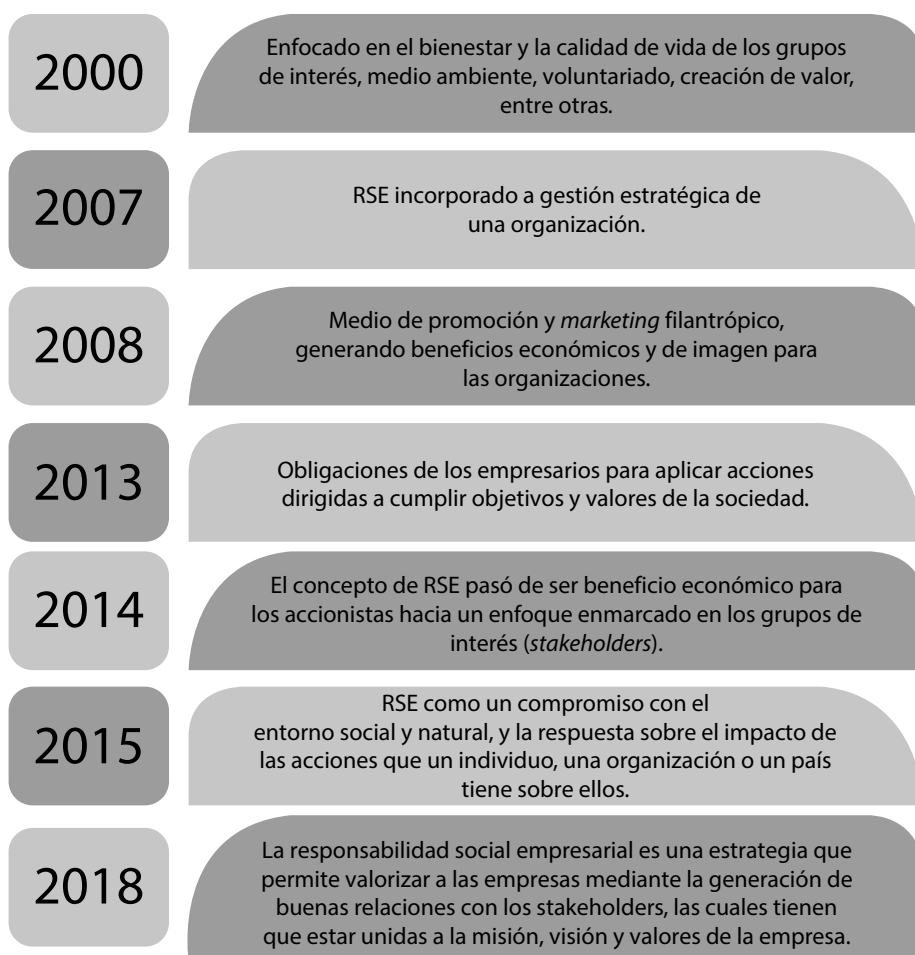 2000
Enfocado en el bienestar y la calidad de vida de los grupos
de interés, medio ambiente, voluntariado, creación de valor,
entre otras.
2007
RSE incorporado a gestión estratégica de
una organización.
2008
Medio de promoción y marketing filantrópico,
generando beneficios económicos y de imagen para
las organizaciones.
2013
Obligaciones de los empresarios para aplicar acciones
dirigidas a cumplir objetivos y valores de la sociedad.
2014
El concepto de RSE pasó de ser beneficio económico para
los accionistas hacia un enfoque enmarcado en los grupos de
interés (stakeholders).
2015
RSE como un compromiso con el
entorno social y natural, y la respuesta sobre el impacto de
las acciones que un individuo, una organización o un país
tiene sobre ellos.
2018
La responsabilidad social empresarial es una estrategia que
permite valorizar a las empresas mediante la generación de
buenas relaciones con los stakeholders, las cuales tienen
que estar unidas a la misión, visión y valores de la empresa.